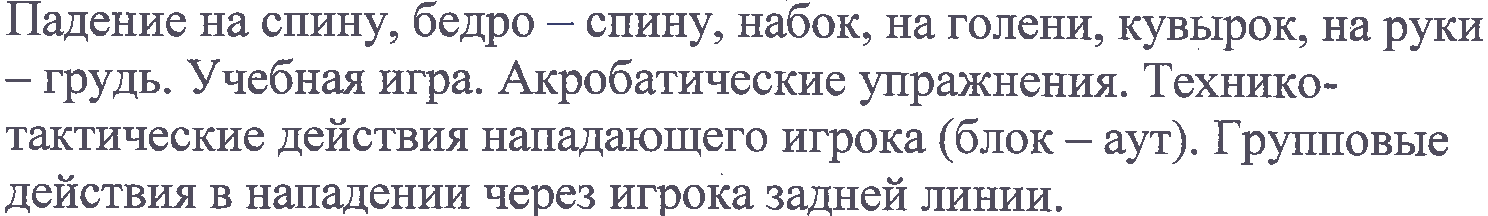 Падение на спину, бедро – спину, набок, на голени, кувырок, на руки
– грудь. Учебная игра. Акробатические упражнения. Технико-
тактические действия нападающего игрока (блок – аут). Групповые
действия в нападении через игрока задней линии.